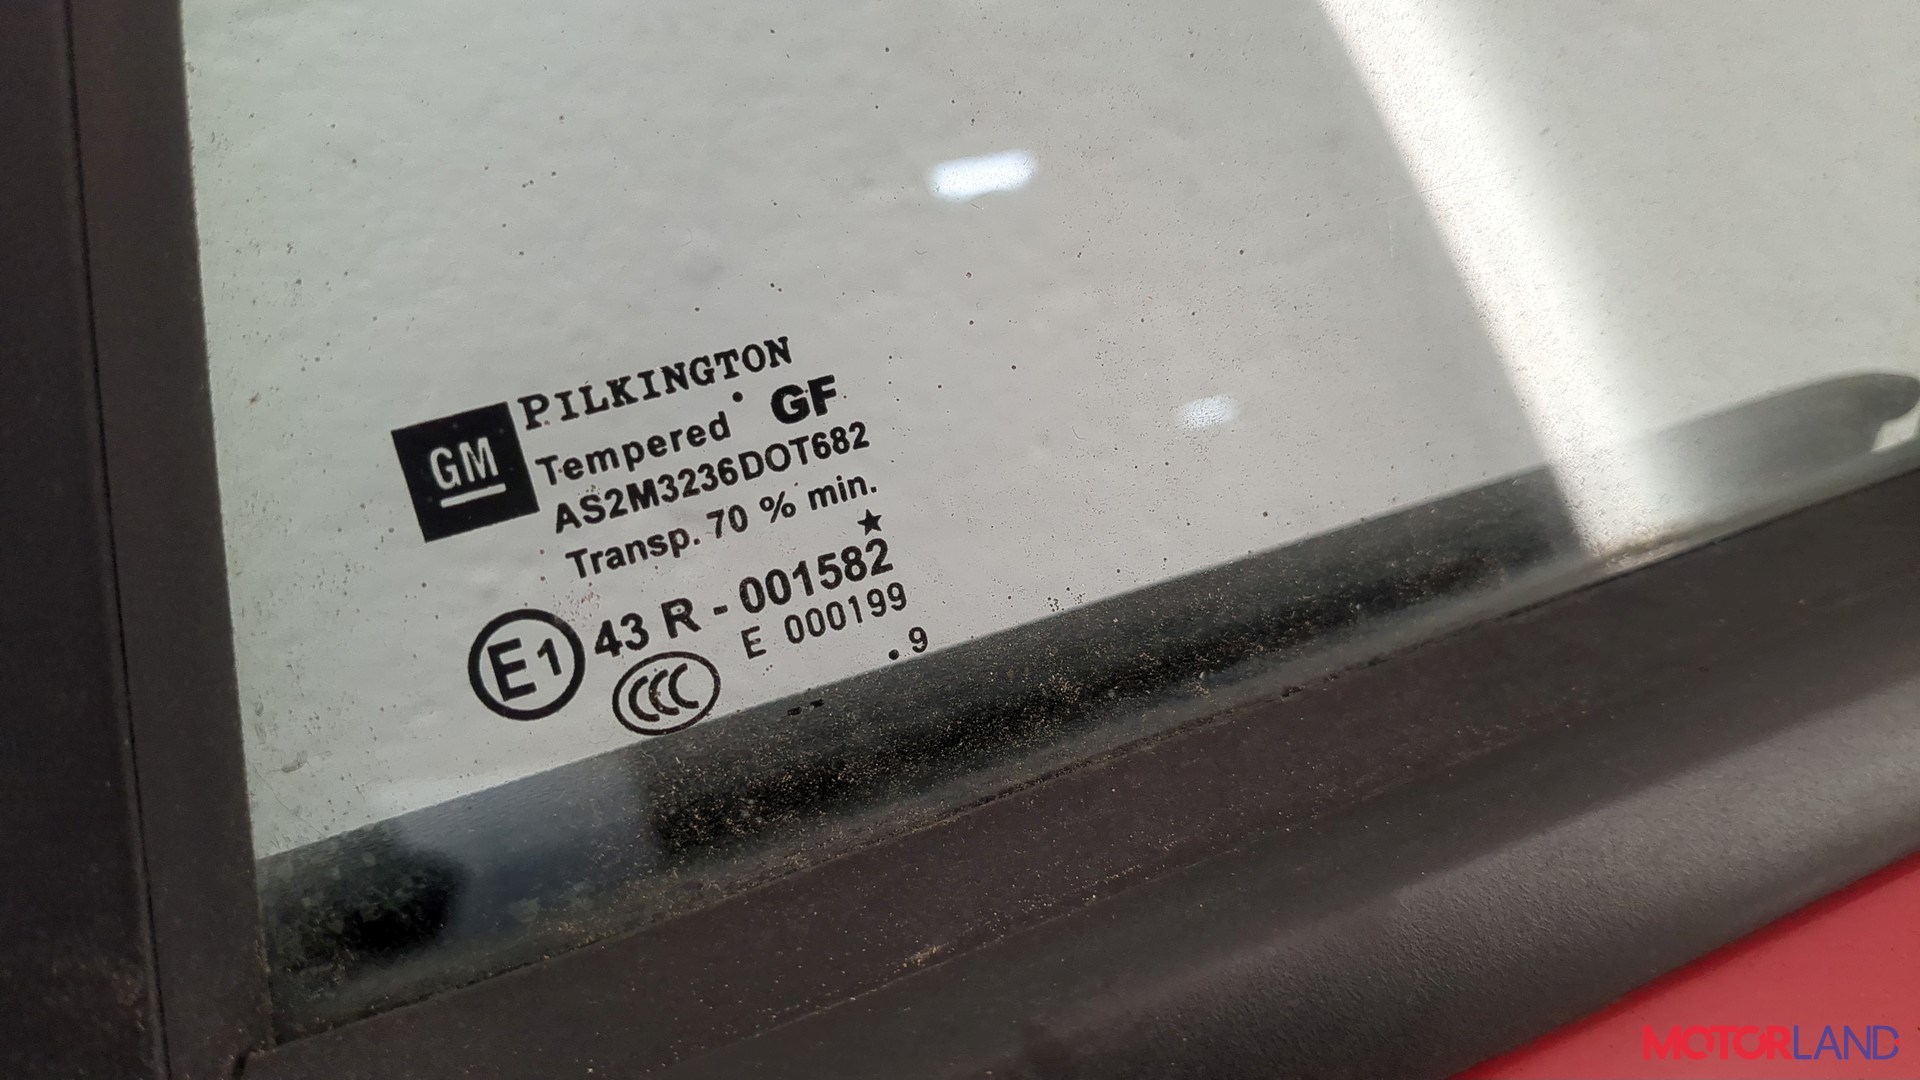 GM
PILKINGTON
Tempered GF
AS2M3236DOT682
Transp. 70 % min.
E1 43 R - 001582
CCC E 000199
. 9
MOTORLAND